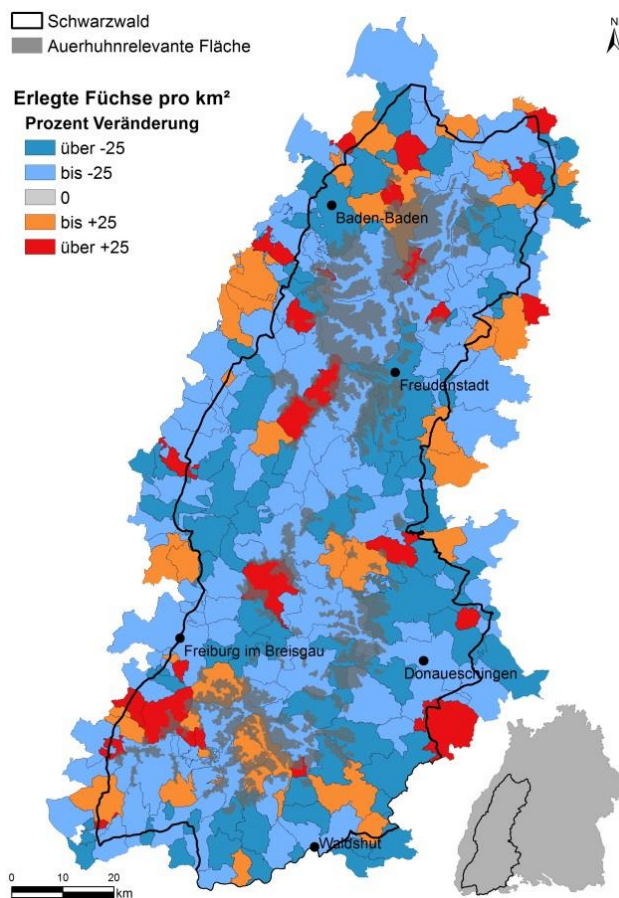 Schwarzwald
Auerhuhnrelevante Fläche
N
Erlegte Füchse pro km²
Prozent Veränderung
über -25
bis -25
0
bis +25
über +25
Baden-Baden
Freudenstadt
Freiburg im Breisgau
Donaueschingen
Waldshut
0 10 20
km